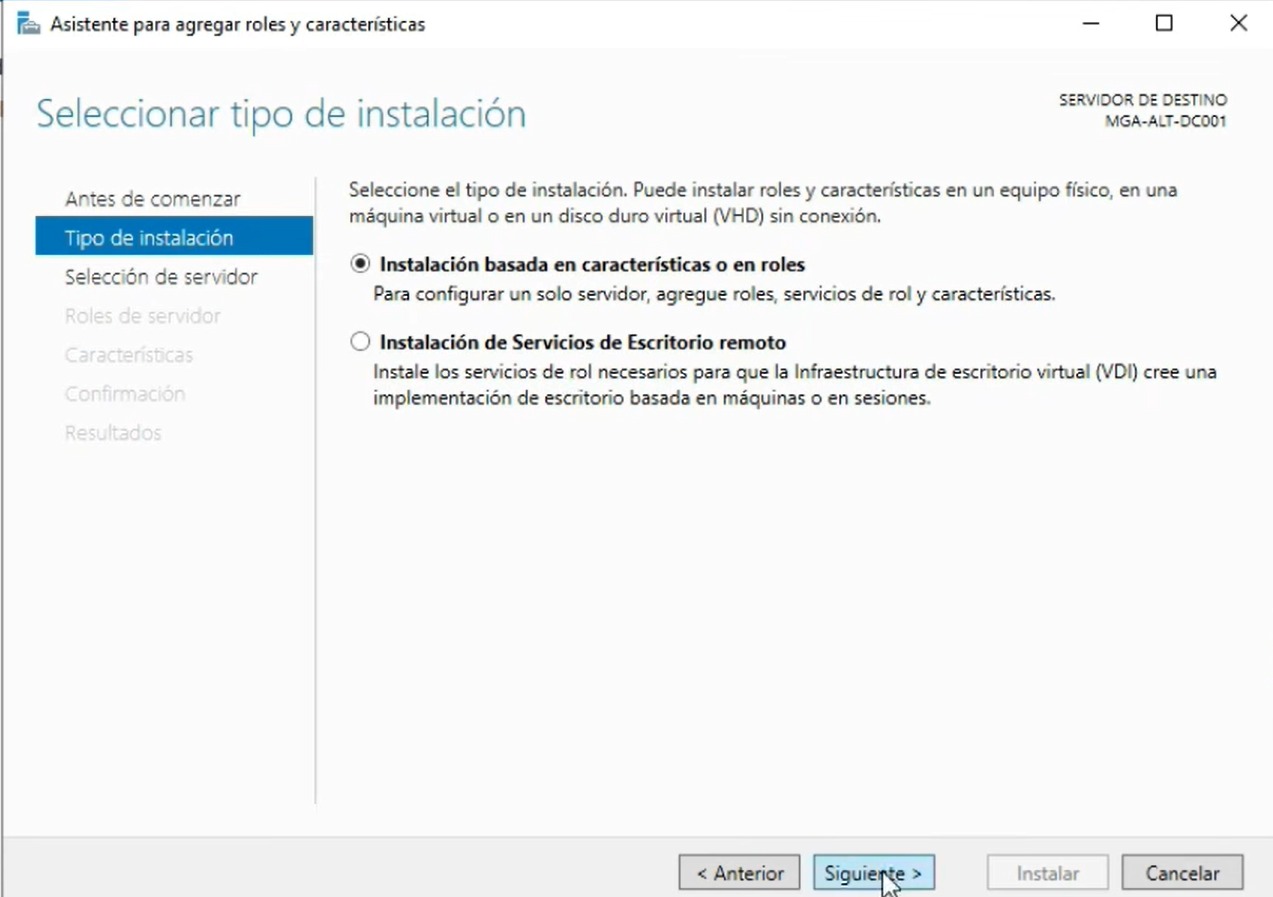 Asistente para agregar roles y características
Seleccionar tipo de instalación
SERVIDOR DE DESTINO
MGA-ALT-DC001
Antes de comenzar
Tipo de instalación
Selección de servidor
Roles de servidor
Características
Confirmación
Resultados
Seleccione el tipo de instalación. Puede instalar roles y características en un equipo físico, en una
máquina virtual o en un disco duro virtual (VHD) sin conexión.
Instalación basada en características o en roles
Para configurar un solo servidor, agregue roles, servicios de rol y características.
Instalación de Servicios de Escritorio remoto
Instale los servicios de rol necesarios para que la Infraestructura de escritorio virtual (VDI) cree una
implementación de escritorio basada en máquinas o en sesiones.
< Anterior
Siguiente >
Instalar
Cancelar